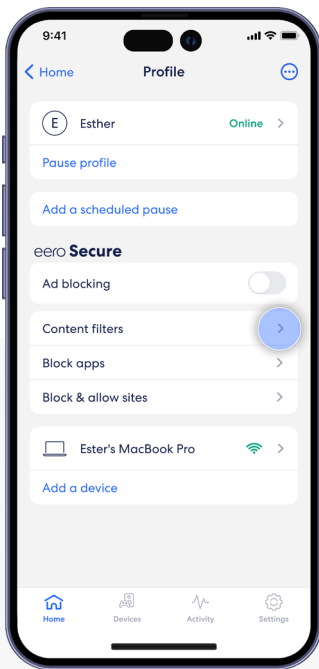 9:41
Home
Profile
E
Esther
Online
Pause profile
Add a scheduled pause
eero Secure
Ad blocking
Content filters
Block apps
Block & allow sites
Ester's MacBook Pro
Add a device
Home Devices Activity Settings